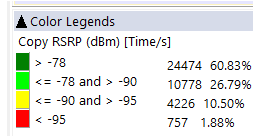 Color Legends
Copy RSRP (dBm) [Time/s]
> -78 24474 60.83%
<= -78 and > -90 10778 26.79%
<= -90 and > -95 4226 10.50%
< -95 757 1.88%